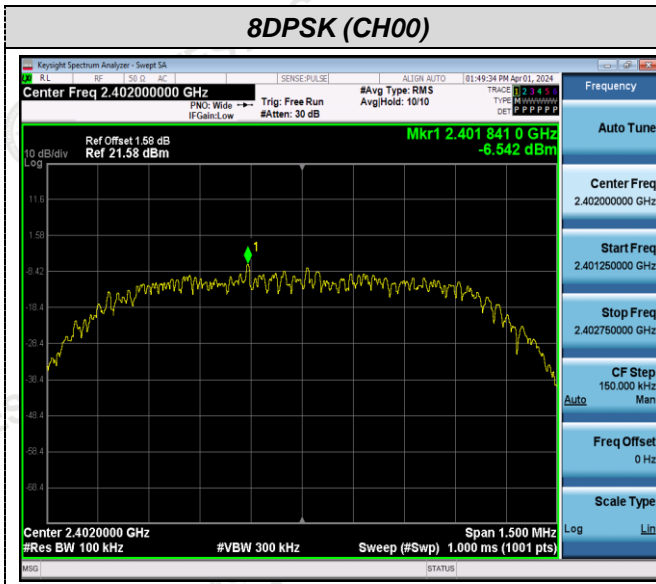 8DPSK (CH00)
Keysight Spectrum Analyzer - Swept SA
RL RF 50 Ω AC SENSE:PULSE ALIGN AUTO 01:49:34 PM Apr 01, 2024
Center Freq 2.402000000 GHz
PNO: Wide
IFGain:Low
Trig: Free Run
#Atten: 30 dB
#Avg Type: RMS
Avg|Hold: 10/10
TRACE 1 2 3 4 5 6
TYPE M WWWWW
DET P P P P P P
Mkr1 2.401 841 0 GHz
-6.542 dBm
Ref Offset 1.58 dB
Ref 21.58 dBm
10 dB/div
Log
11.6
1.58
-8.42
-18.4
-28.4
-38.4
-48.4
-58.4
-68.4
1
Center 2.4020000 GHz
Span 1.500 MHz
#Res BW 100 kHz
#VBW 300 kHz
Sweep (#Swp) 1.000 ms (1001 pts)
MSG
STATUS
Frequency
Auto Tune
Center Freq
2.402000000 GHz
Start Freq
2.401250000 GHz
Stop Freq
2.402750000 GHz
CF Step
150.000 kHz
Auto Man
Freq Offset
0 Hz
Scale Type
Log Lin